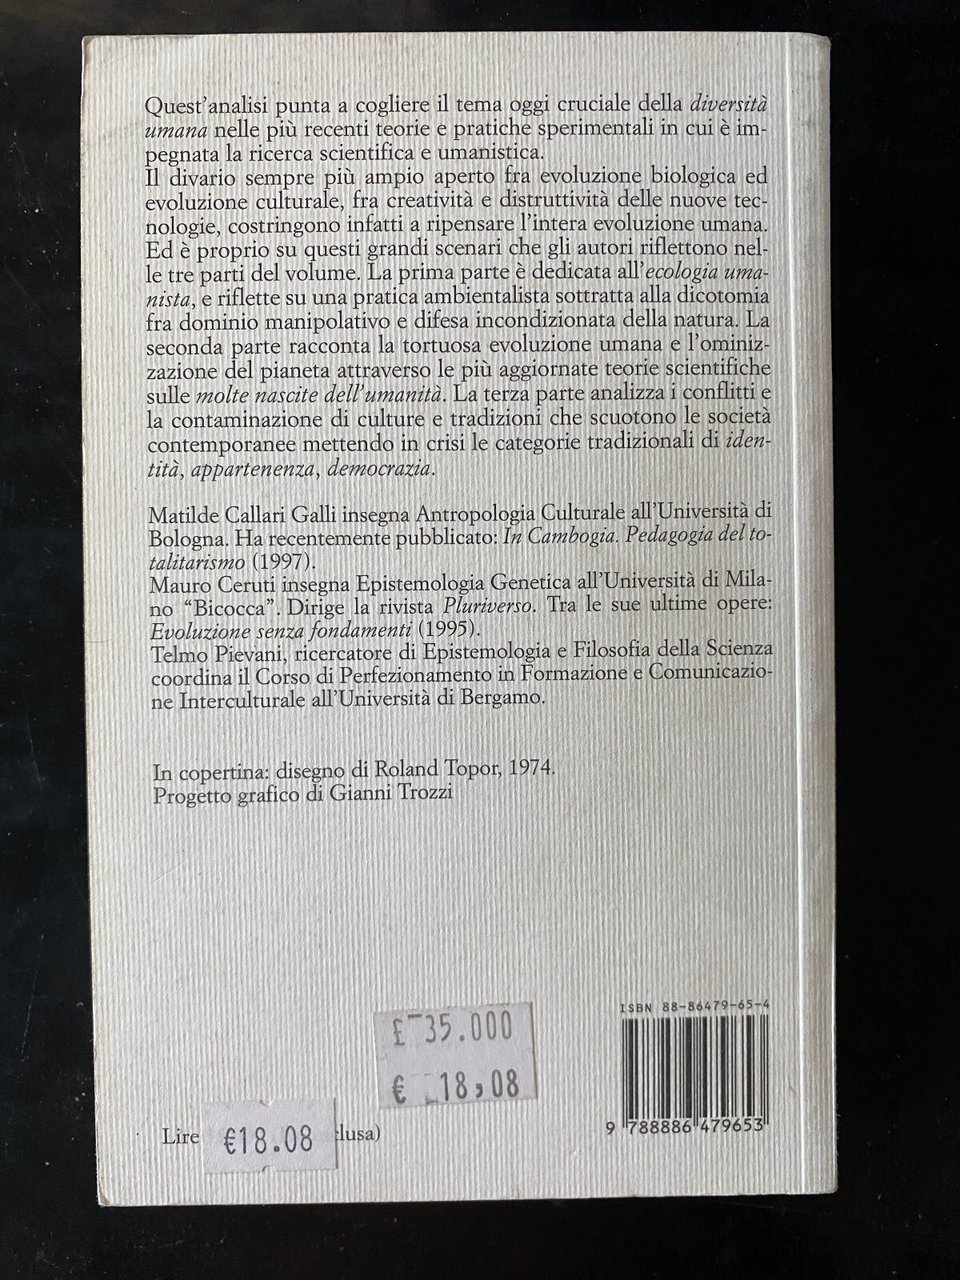 Quest'analisi punta a cogliere il tema oggi cruciale della diversità
umana nelle più recenti teorie e pratiche sperimentali in cui è im-
pegnata la ricerca scientifica e umanistica.
Il divario sempre più ampio aperto fra evoluzione biologica ed
evoluzione culturale, fra creatività e distruttività delle nuove tec-
nologie, costringono infatti a ripensare l'intera evoluzione umana.
Ed è proprio su questi grandi scenari che gli autori riflettono nel-
le tre parti del volume. La prima parte è dedicata all'ecologia uma-
nista, e riflette su una pratica ambientalista sottratta alla dicotomia
fra dominio manipolativo e difesa incondizionata della natura. La
seconda parte racconta la tortuosa evoluzione umana e l'ominiz-
zazione del pianeta attraverso le più aggiornate teorie scientifiche
sulle molte nascite dell'umanità. La terza parte analizza i conflitti e
la contaminazione di culture e tradizioni che scuotono le società
contemporanee mettendo in crisi le categorie tradizionali di iden-
tità, appartenenza, democrazia.
Matilde Callari Galli insegna Antropologia Culturale all'Università di
Bologna. Ha recentemente pubblicato: In Cambogia. Pedagogia del to-
talitarismo (1997).
Mauro Ceruti insegna Epistemologia Genetica all'Università di Mila-
no "Bicocca". Dirige la rivista Pluriverso. Tra le sue ultime opere:
Evoluzione senza fondamenti (1995).
Telmo Pievani, ricercatore di Epistemologia e Filosofia della Scienza
coordina il Corso di Perfezionamento in Formazione e Comunicazio-
ne Interculturale all'Università di Bergamo.
In copertina: disegno di Roland Topor, 1974.
Progetto grafico di Gianni Trozzi
ISBN 88-86479-65-4
£ 35.000
€ 18,08
9 788886 479653
Lire €18.08 lusa)